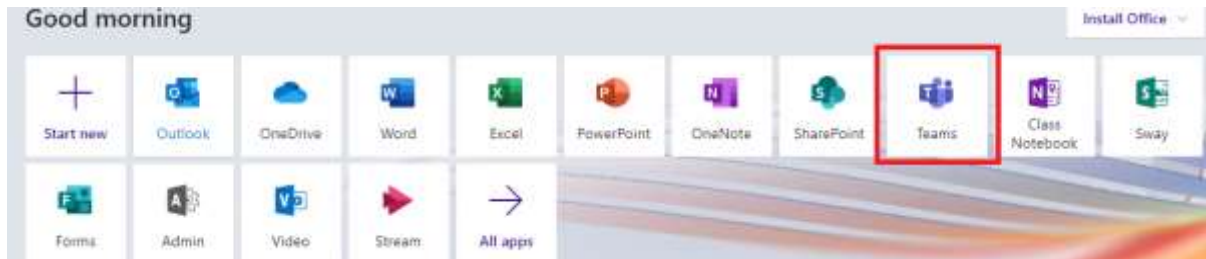 Good morning
Install Office
Start new
Outlook
OneDrive
Word
Excel
PowerPoint
OneNote
SharePoint
Teams
Class
Notebook
Sway
Forms
Admin
Video
Stream
All apps